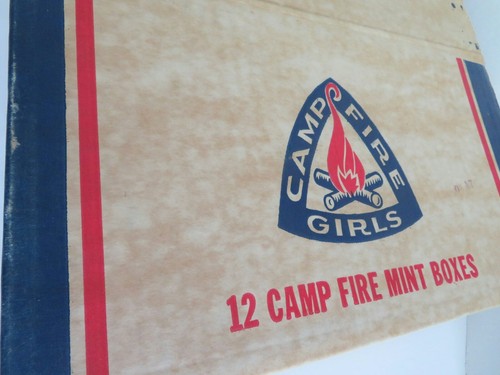 CAMP FIRE
GIRLS
12 CAMP FIRE MINT BOXES